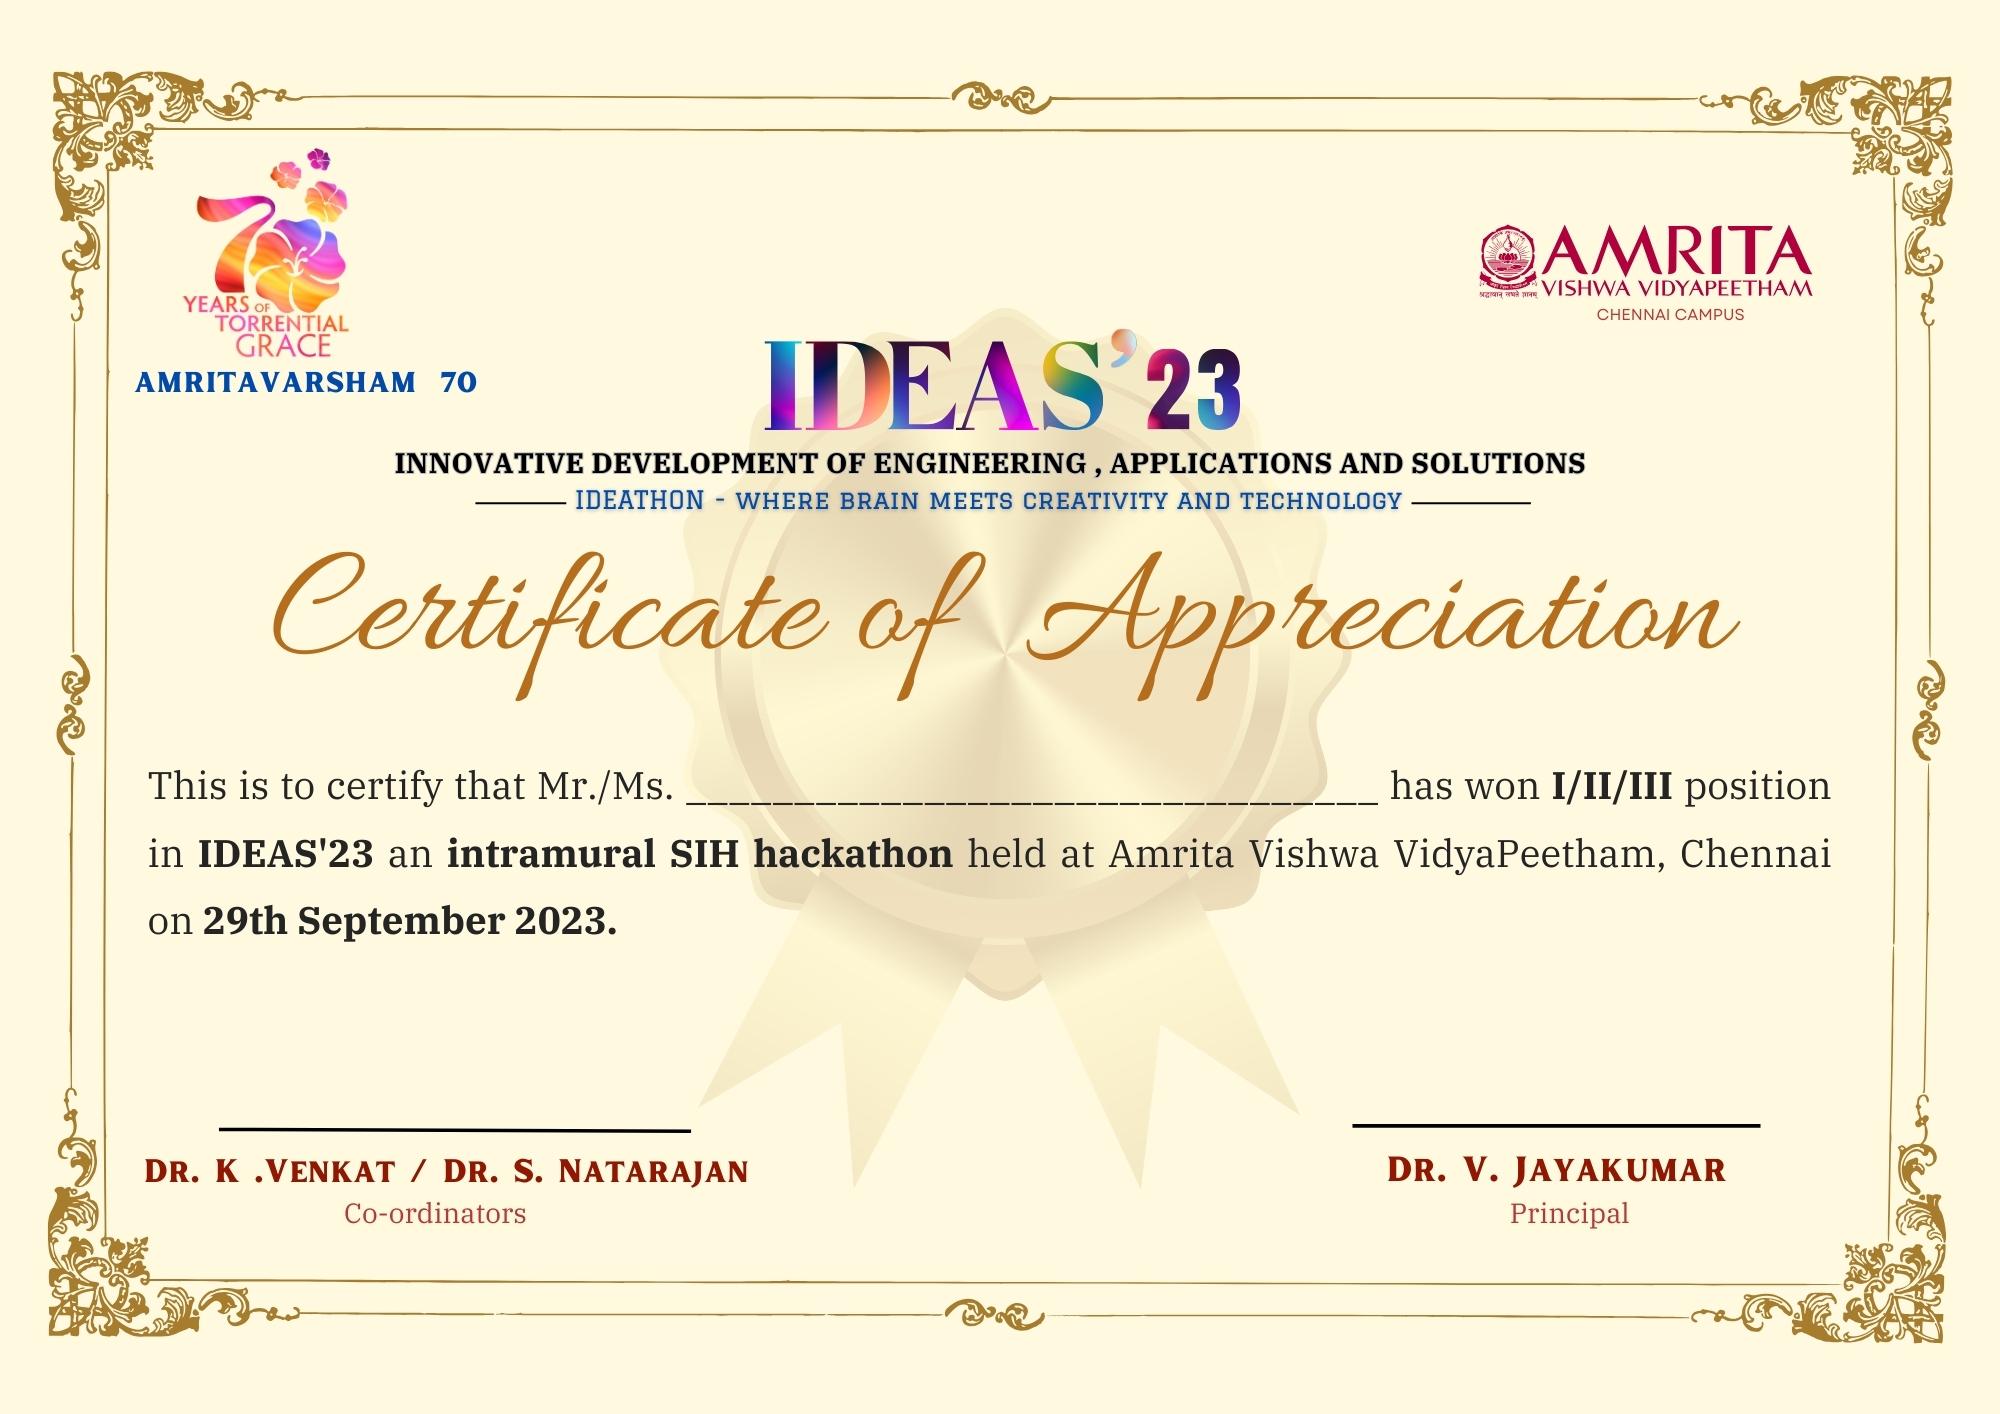 70
YEARS OF
TORRENTIAL
GRACE
AMRITAVARSHAM 70
AMRITA
VISHWA VIDYAPEETHAM
CHENNAI CAMPUS
IDEAS’23
INNOVATIVE DEVELOPMENT OF ENGINEERING , APPLICATIONS AND SOLUTIONS
IDEATHON - WHERE BRAIN MEETS CREATIVITY AND TECHNOLOGY
Certificate of Appreciation
This is to certify that Mr./Ms. ________________________________ has won I/II/III position
in IDEAS'23 an intramural SIH hackathon held at Amrita Vishwa VidyaPeetham, Chennai
on 29th September 2023.
DR. K .VENKAT / DR. S. NATARAJAN
Co-ordinators
DR. V. JAYAKUMAR
Principal